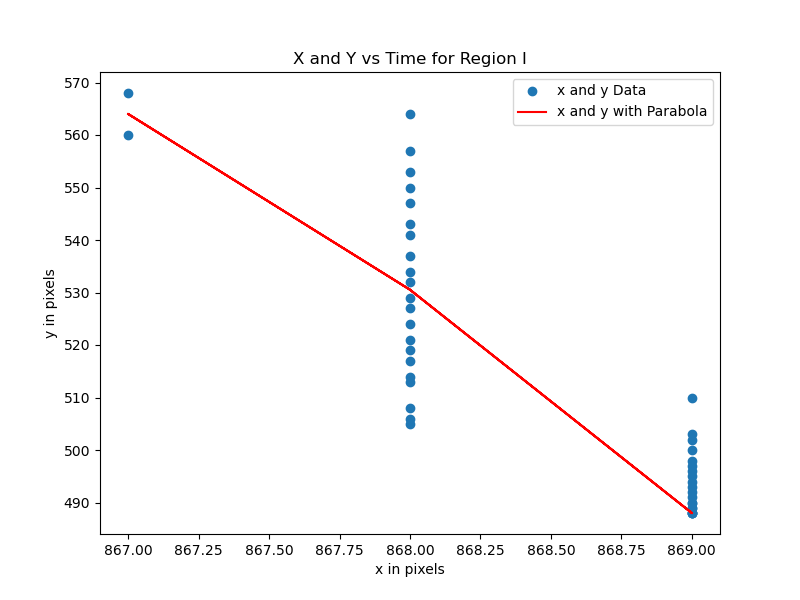 X and Y vs Time for Region I
x and y Data
x and y with Parabola
570
560
550
540
530
520
510
500
490
y in pixels
867.00 867.25 867.50 867.75 868.00 868.25 868.50 868.75 869.00
x in pixels